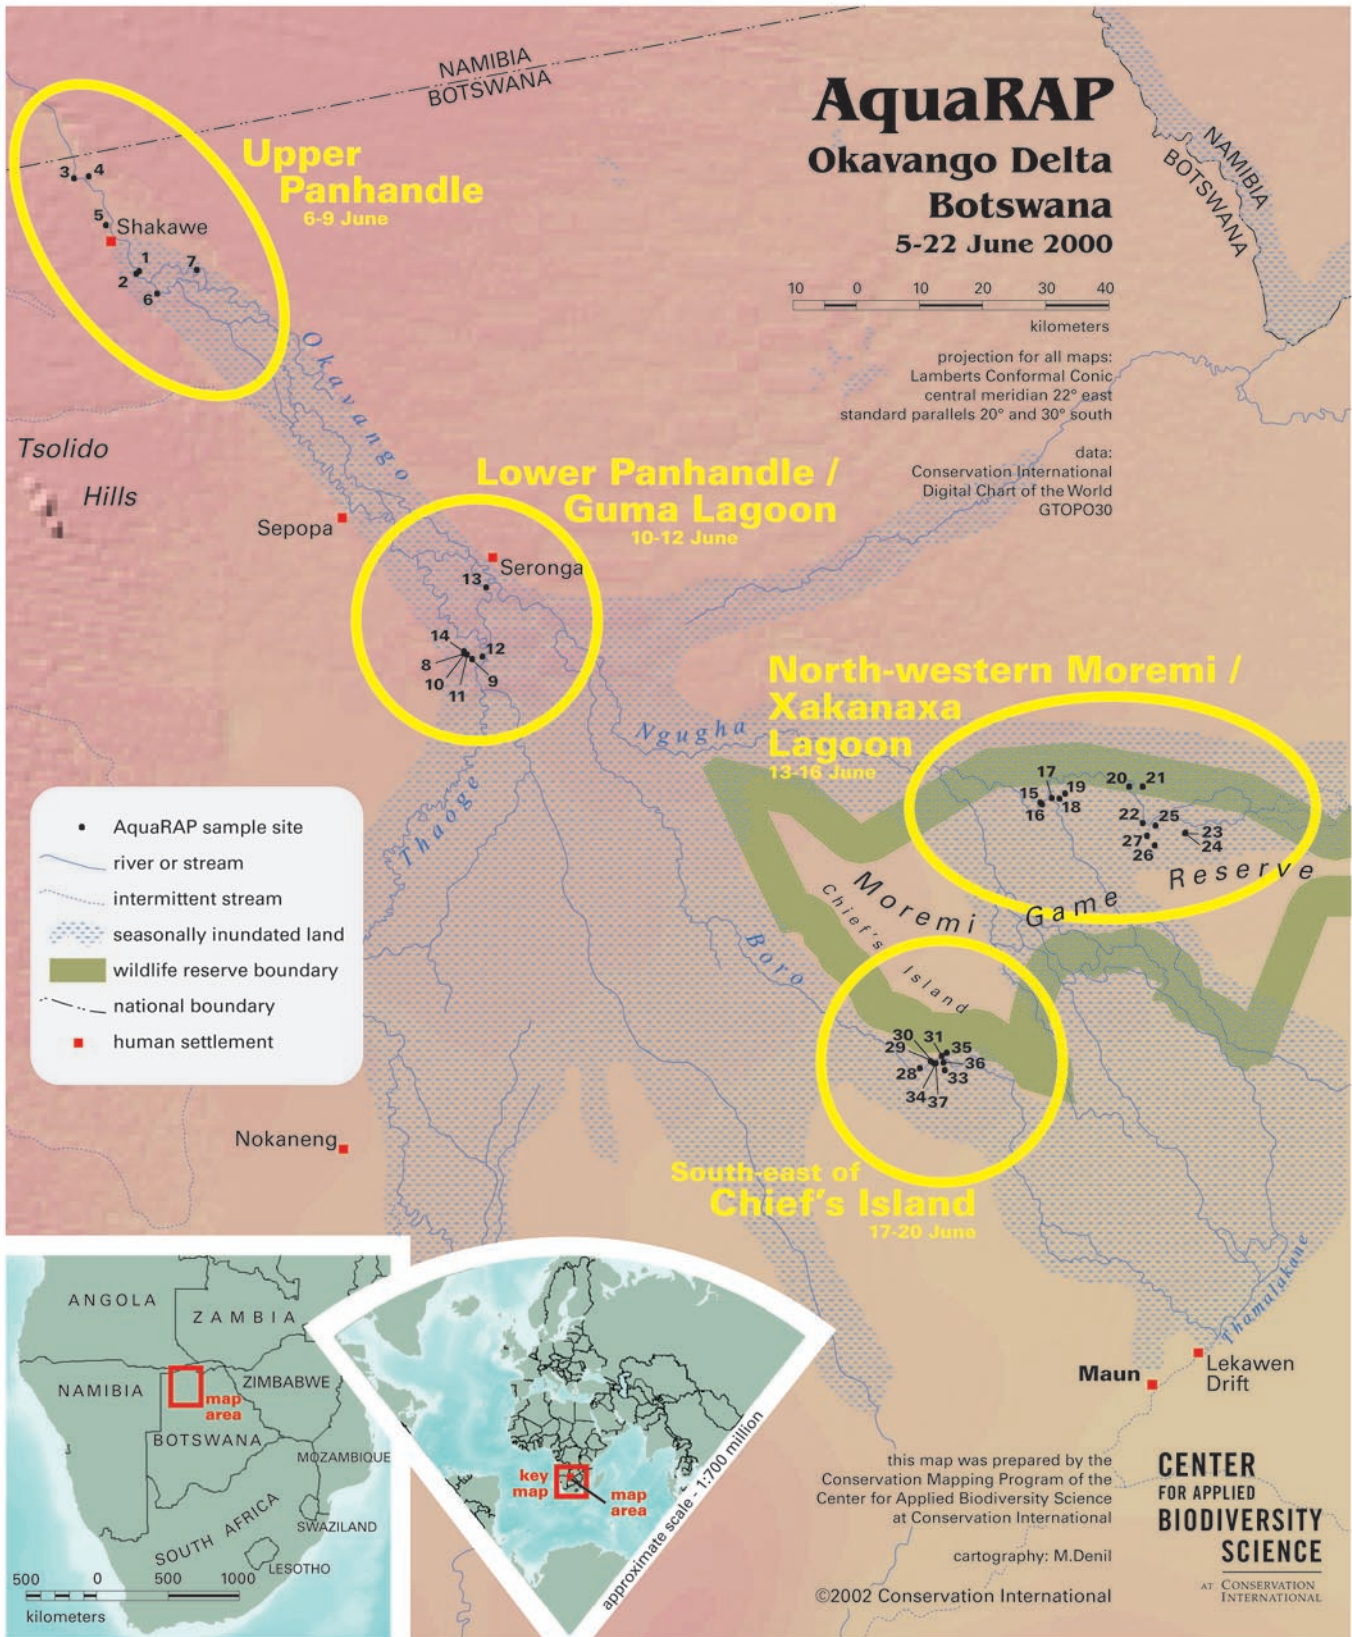 NAMIBIA
BOTSWANA
AquaRAP
Okavango Delta
Botswana
5-22 June 2000
NAMIBIA
BOTSWANA
Upper
Panhandle
6-9 June
3
4
5
Shakawe
1
2
7
6
10 0 10 20 30 40
kilometers
projection for all maps:
Lamberts Conformal Conic
central meridian 22° east
standard parallels 20° and 30° south
data:
Conservation International
Digital Chart of the World
GTOPO30
Okavango
Tsolido
Hills
Sepopa
Lower Panhandle /
Guma Lagoon
10-12 June
Seronga
13
14
12
8
10
11
9
Ngugha
Thaoge
North-western Moremi /
Xakanaxa
Lagoon
13-16 June
17
15
19
16
18
20
21
22
25
27
23
26
24
Moremi Game Reserve
Chief's Island
Boro
30
31
29
35
28
36
33
34
37
South-east of
Chief's Island
17-20 June
AquaRAP sample site
river or stream
intermittent stream
seasonally inundated land
wildlife reserve boundary
national boundary
human settlement
Nokaneng
Thamalakane
Maun
Lekawen
Drift
ANGOLA
ZAMBIA
NAMIBIA
ZIMBABWE
map
area
BOTSWANA
MOZAMBIQUE
SOUTH AFRICA
SWAZILAND
LESOTHO
500 0 500 1000
kilometers
key
map
map
area
approximate scale - 1:700 million
this map was prepared by the
Conservation Mapping Program of the
Center for Applied Biodiversity Science
at Conservation International
cartography: M.Denil
©2002 Conservation International
CENTER
FOR APPLIED
BIODIVERSITY
SCIENCE
AT CONSERVATION
INTERNATIONAL